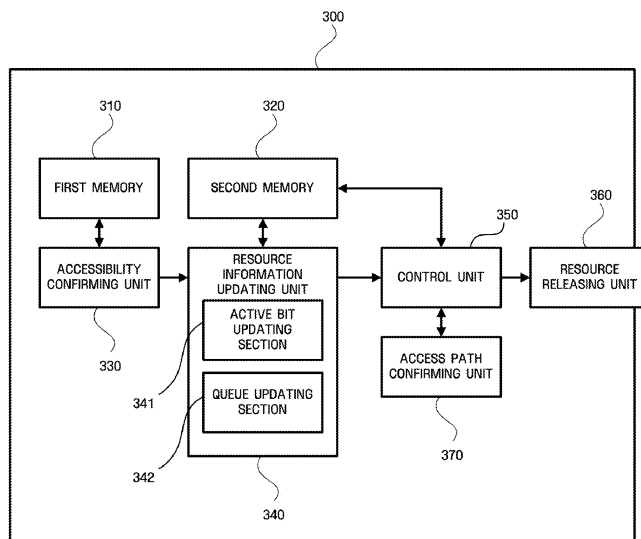 300
310
320
FIRST MEMORY
SECOND MEMORY
350
360
ACCESSIBILITY
CONFIRMING UNIT
RESOURCE
INFORMATION
UPDATING UNIT
CONTROL UNIT
RESOURCE
RELEASING UNIT
ACTIVE BIT
UPDATING
SECTION
330
341
ACCESS PATH
CONFIRMING UNIT
QUEUE UPDATING
SECTION
370
342
340